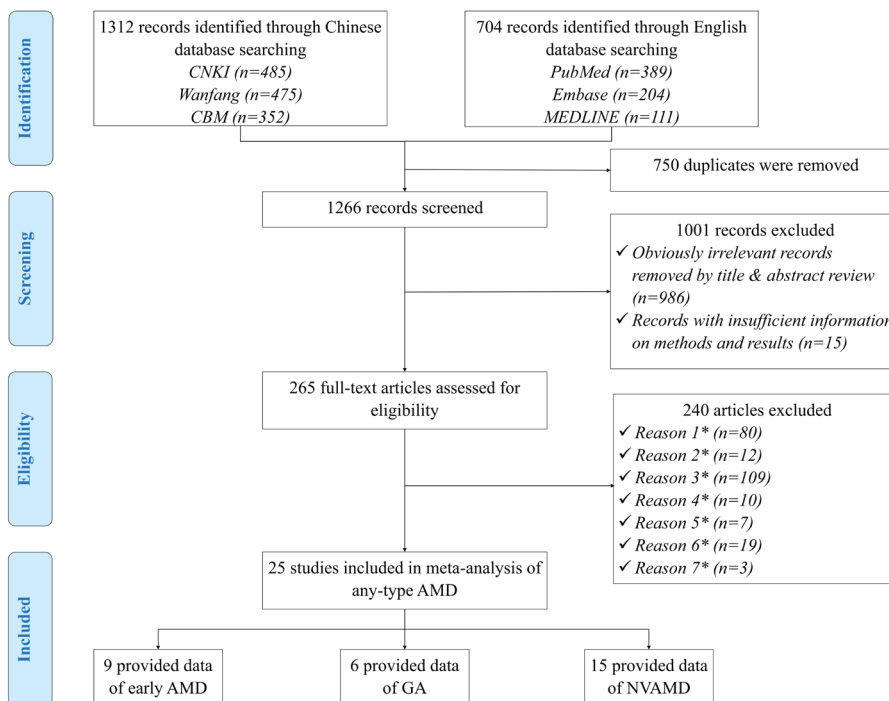 Identification
1312 records identified through Chinese
database searching
CNKI (n=485)
Wanfang (n=475)
CBM (n=352)
704 records identified through English
database searching
PubMed (n=389)
Embase (n=204)
MEDLINE (n=111)
750 duplicates were removed
Screening
1266 records screened
1001 records excluded
✓ Obviously irrelevant records
removed by title & abstract review
(n=986)
✓ Records with insufficient information
on methods and results (n=15)
Eligibility
265 full-text articles assessed for
eligibility
240 articles excluded
✓ Reason 1* (n=80)
✓ Reason 2* (n=12)
✓ Reason 3* (n=109)
✓ Reason 4* (n=10)
✓ Reason 5* (n=7)
✓ Reason 6* (n=19)
✓ Reason 7* (n=3)
Included
25 studies included in meta-analysis of
any-type AMD
9 provided data
of early AMD
6 provided data
of GA
15 provided data
of NVAMD